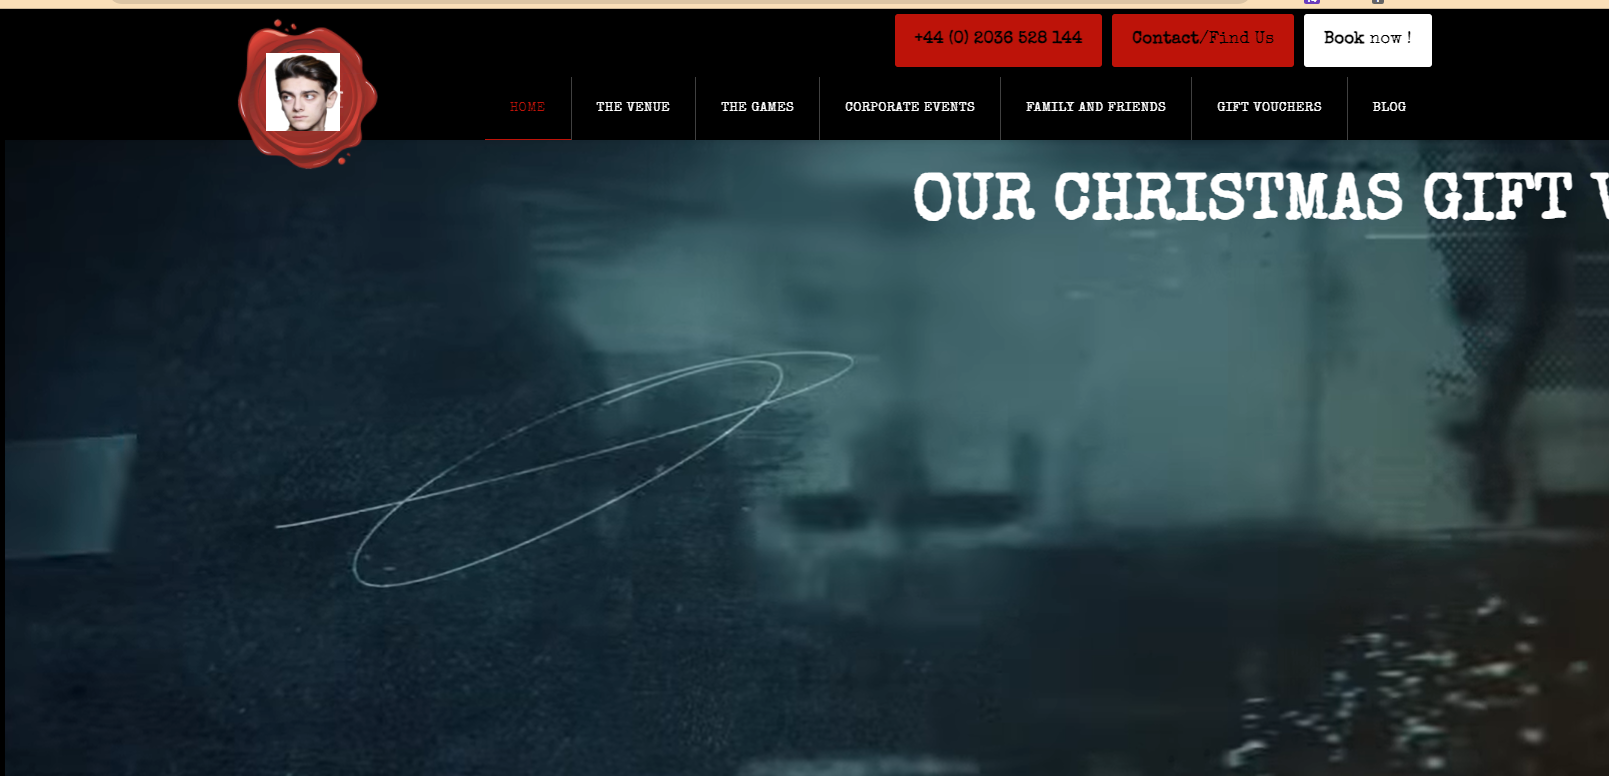 +44 (0) 2036 528 144
Contact/Find Us
Book now !
HOME
THE VENUE
THE GAMES
CORPORATE EVENTS
FAMILY AND FRIENDS
GIFT VOUCHERS
BLOG
OUR CHRISTMAS GIFT